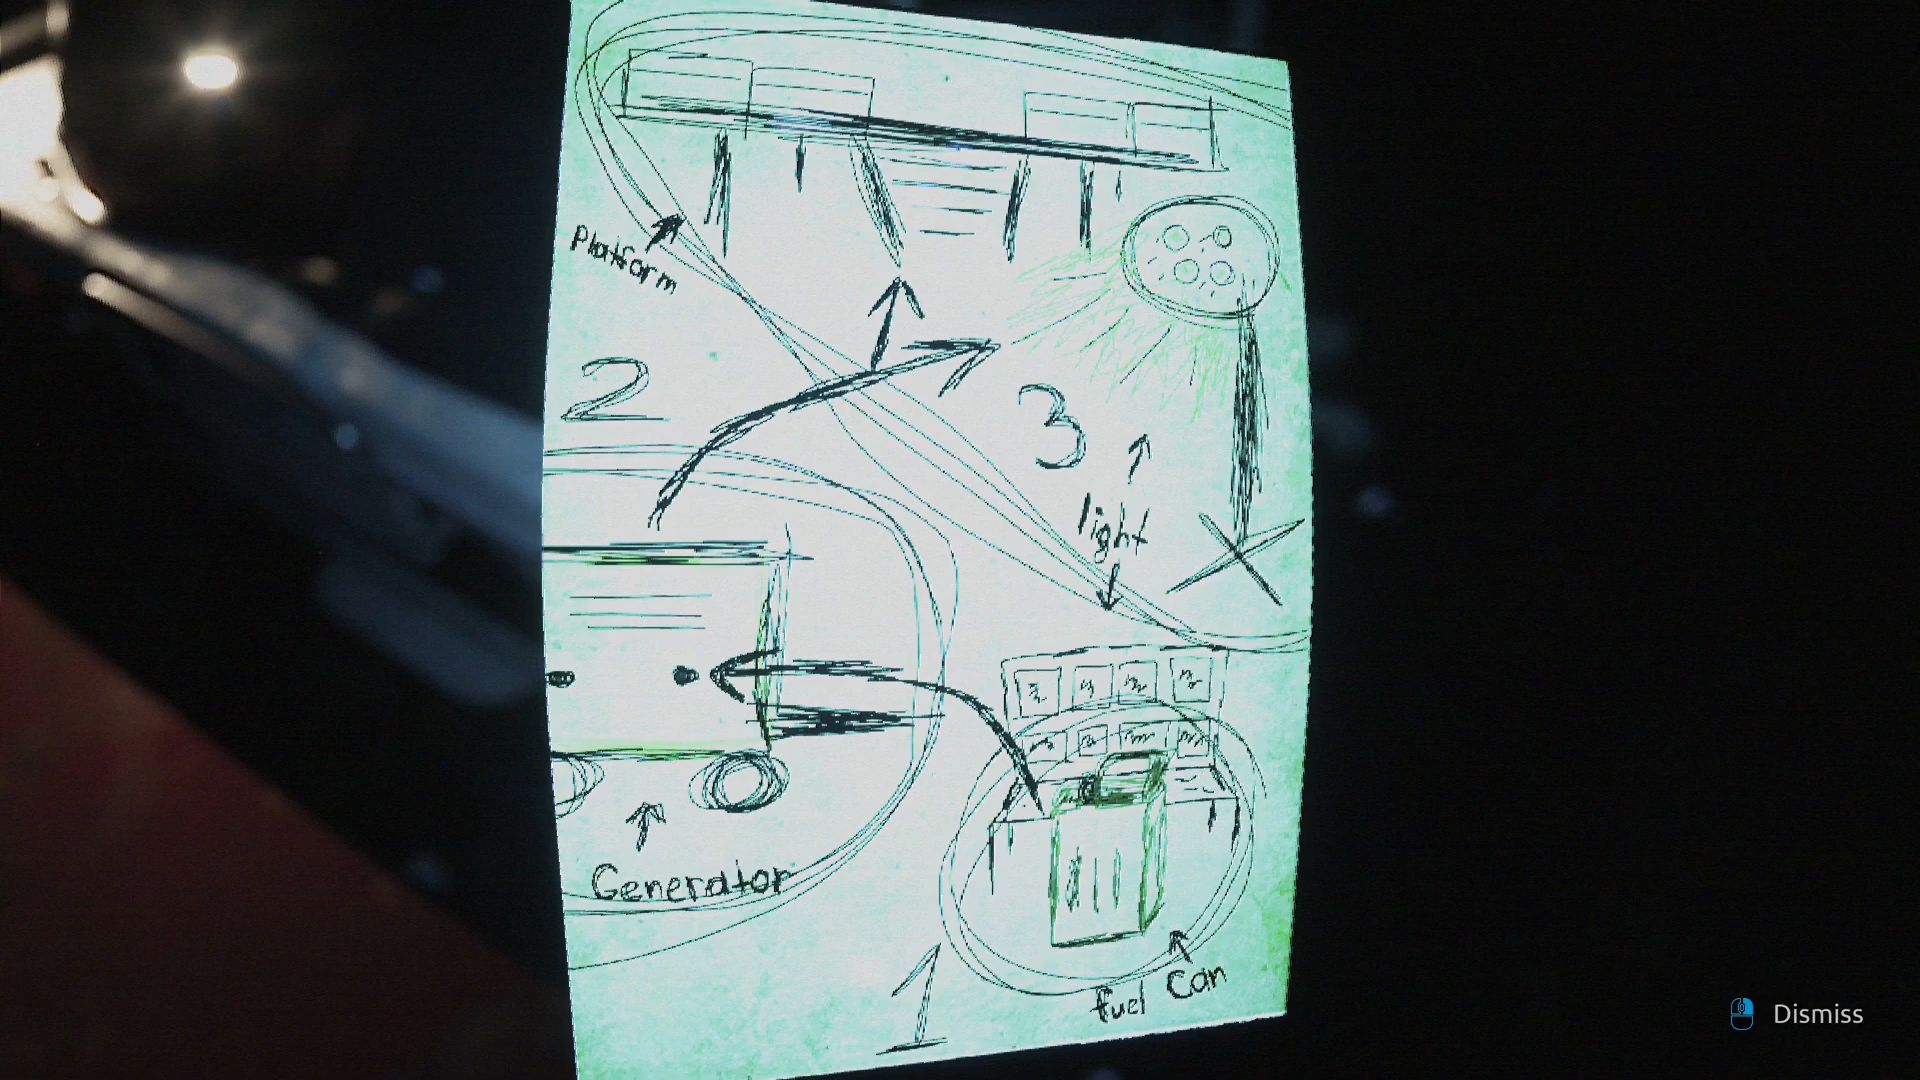 Platform
2
3
light
Generator
1
fuel Can
Dismiss